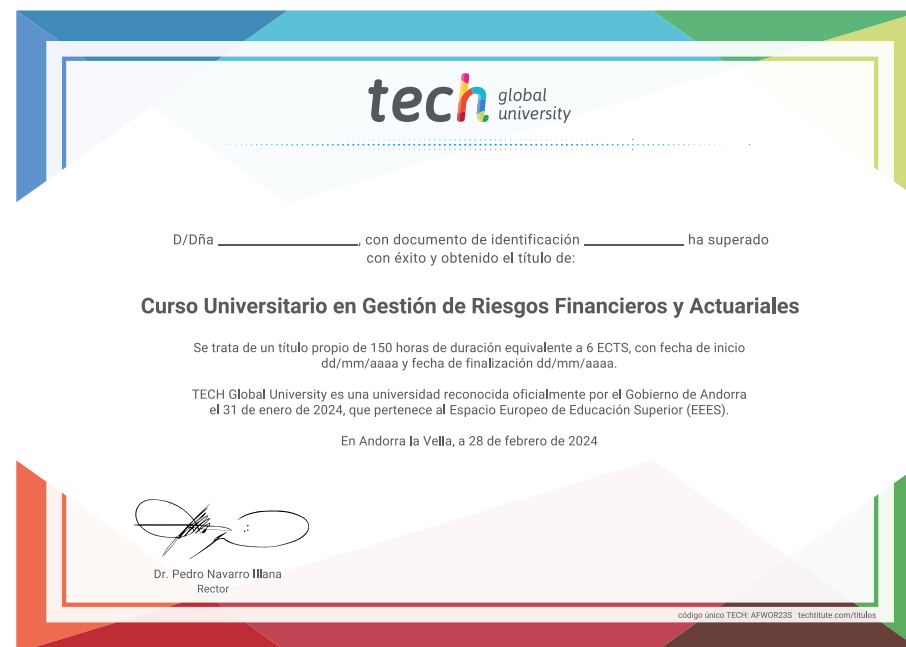 tech global university
D/Dña ____________________, con documento de identificación ______________ ha superado
con éxito y obtenido el título de:
Curso Universitario en Gestión de Riesgos Financieros y Actuariales
Se trata de un título propio de 150 horas de duración equivalente a 6 ECTS, con fecha de inicio
dd/mm/aaaa y fecha de finalización dd/mm/aaaa.
TECH Global University es una universidad reconocida oficialmente por el Gobierno de Andorra
el 31 de enero de 2024, que pertenece al Espacio Europeo de Educación Superior (EEES).
En Andorra la Vella, a 28 de febrero de 2024
Dr. Pedro Navarro Illana
Rector
código único TECH: AFWOR23S techtitute.com/titulos